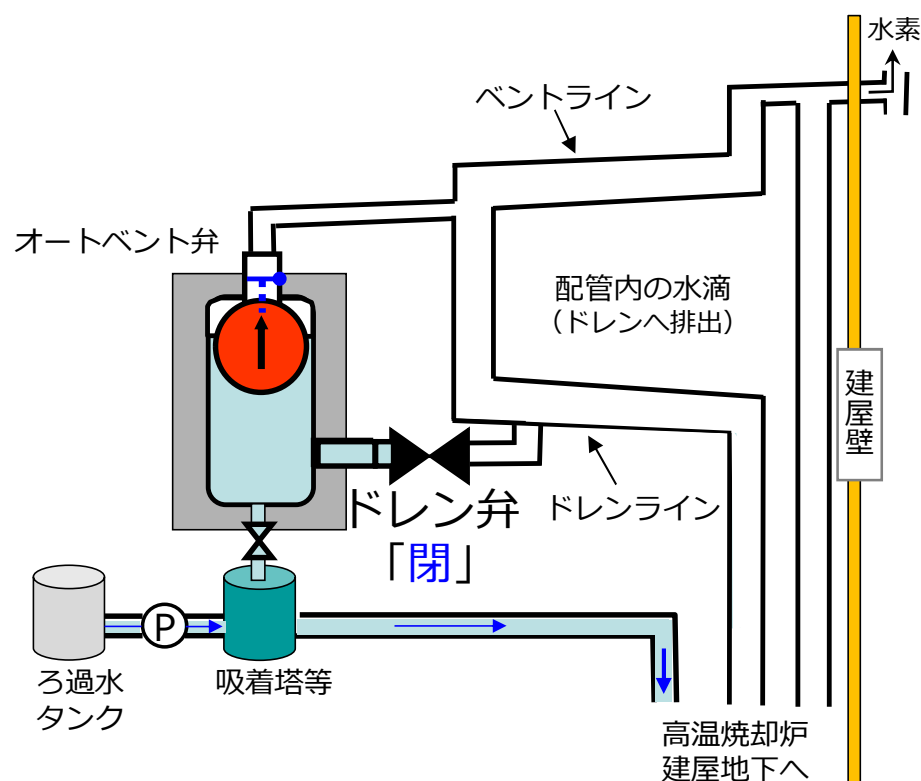 水素
ベントライン
オートベント弁
配管内の水滴
（ドレンへ排出）
建屋壁
ドレン弁
「閉」
ドレンライン
P
ろ過水
タンク
吸着塔等
高温焼却炉
建屋地下へ